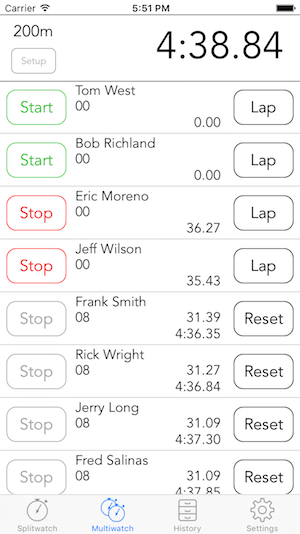 Carrier 5:51 PM
200m
4:38.84
Setup
Tom West
Start 00 Lap
0.00
Bob Richland
Start 00 Lap
0.00
Eric Moreno
Stop 00 Lap
36.27
Jeff Wilson
Stop 00 Lap
35.43
Frank Smith
Stop 08 31.39 Reset
4:36.35
Rick Wright
Stop 08 31.27 Reset
4:36.84
Jerry Long
Stop 08 31.09 Reset
4:37.30
Fred Salinas
Stop 08 31.09 Reset
4:37.85
Splitwatch Multiwatch History Settings